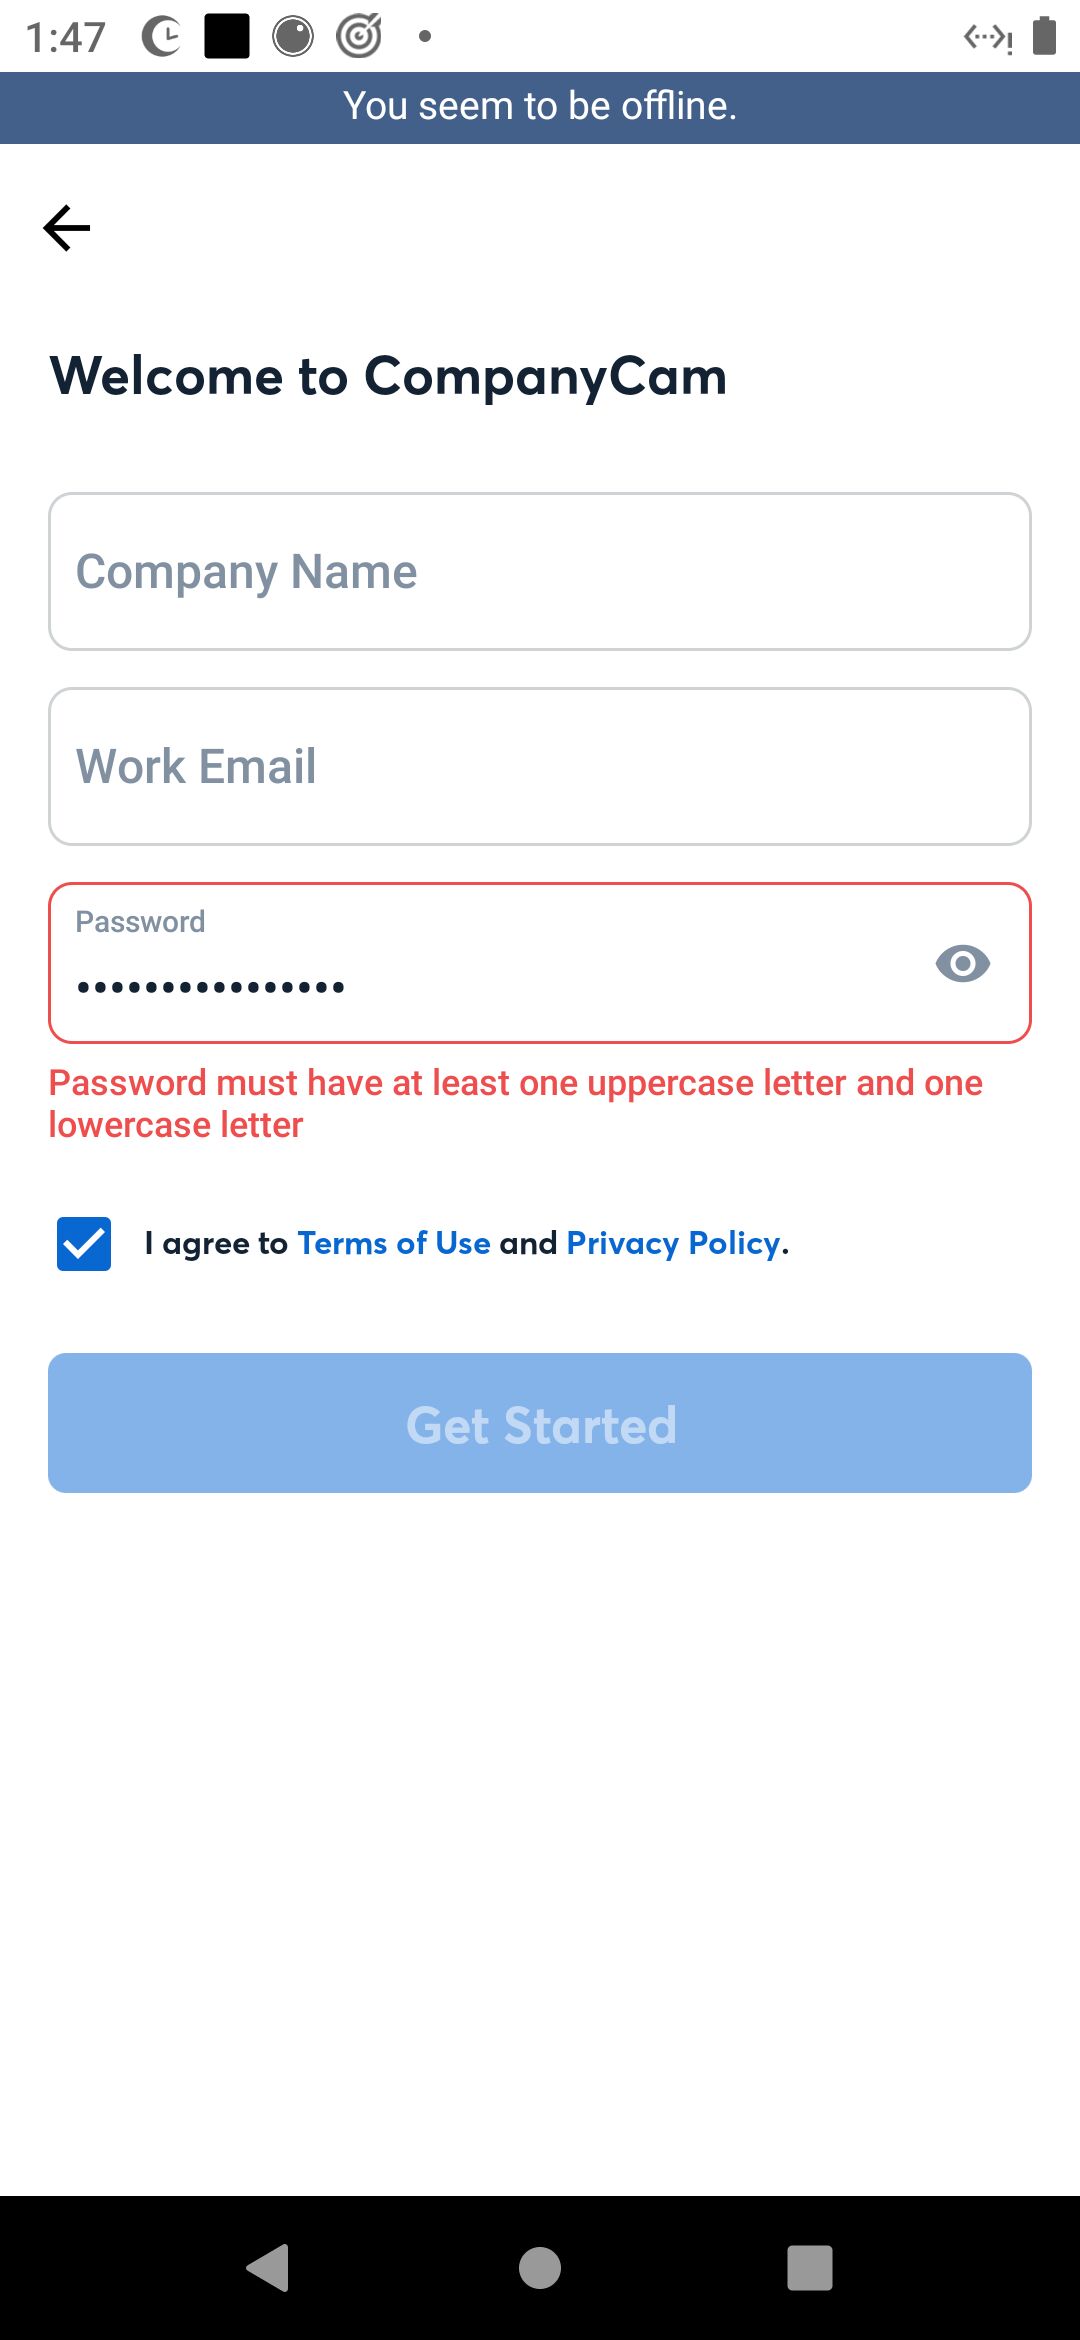 1:47
You seem to be offline.
Welcome to CompanyCam
Company Name
Work Email
Password
••••••••••••••••
Password must have at least one uppercase letter and one
lowercase letter
I agree to Terms of Use and Privacy Policy.
Get Started